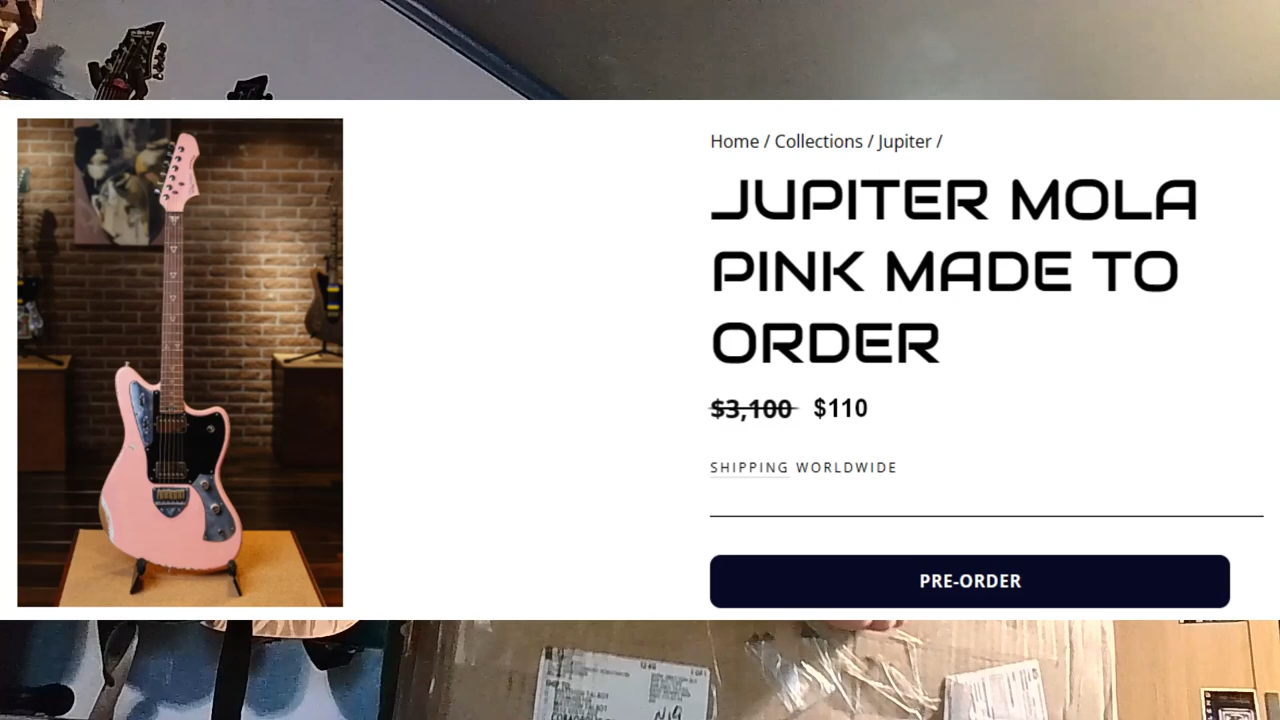 Home / Collections / Jupiter /
JUPITER MOLA
PINK MADE TO
ORDER
$3,100 $110
SHIPPING WORLDWIDE
PRE-ORDER